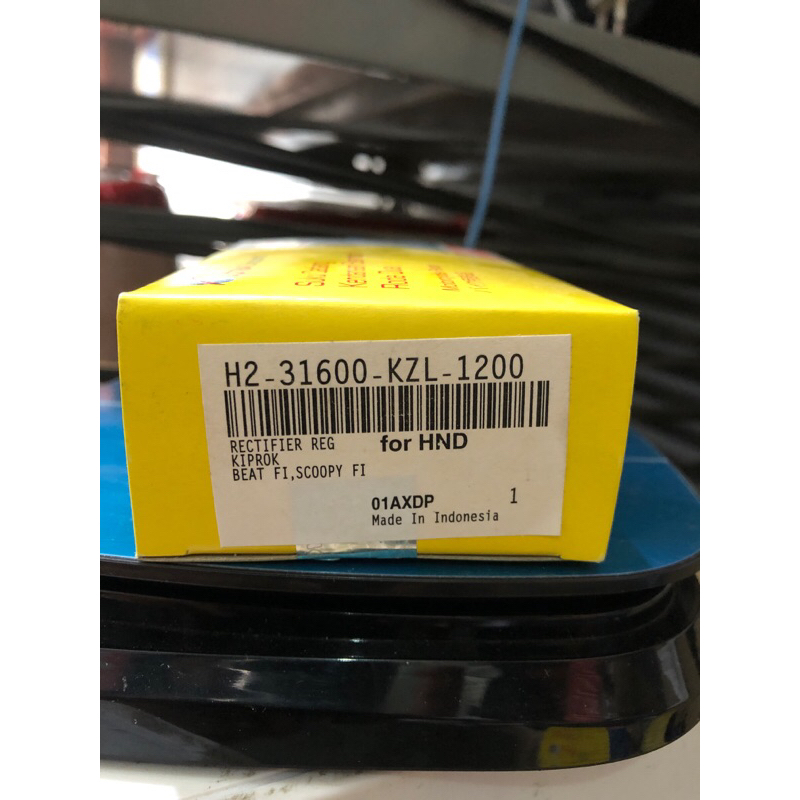 H2-31600-KZL-1200
RECTIFIER REG
for HND
KIPROK
BEAT FI,SCOOPY FI
01AXDP
1
Made In Indonesia